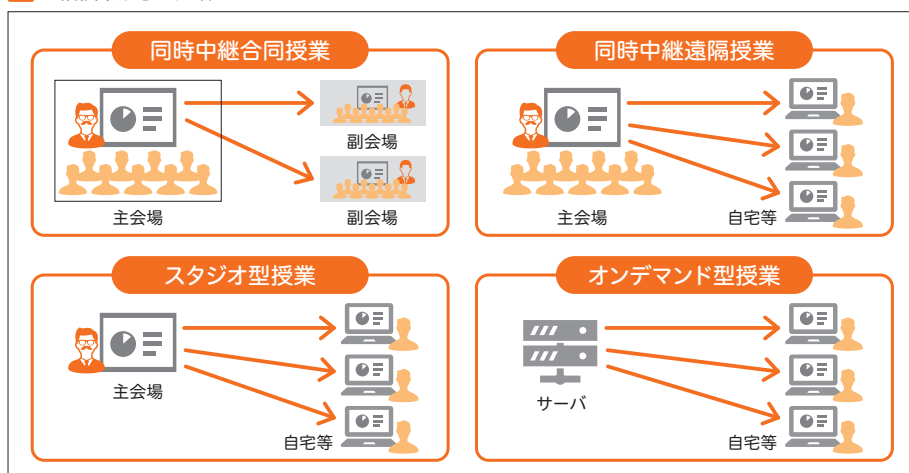 同時中継合同授業
副会場
副会場
主会場
同時中継遠隔授業
主会場
自宅等
スタジオ型授業
主会場
自宅等
オンデマンド型授業
サーバ
自宅等